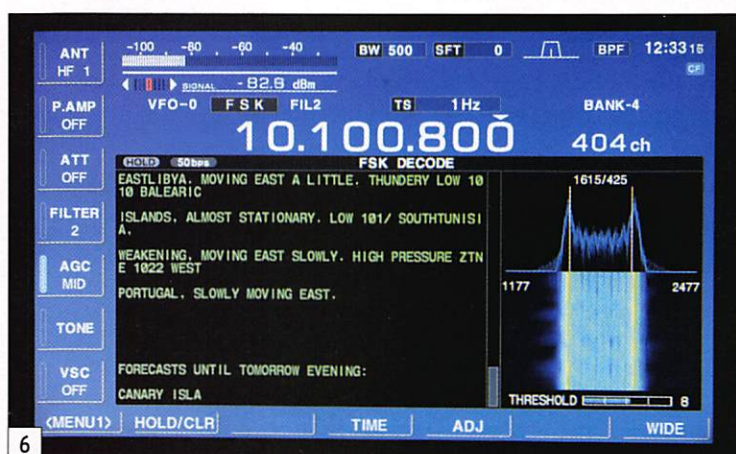 ANT
HF 1
P.AMP
OFF
ATT
OFF
FILTER
2
AGC
MID
TONE
VSC
OFF
-100 -80 -60 -40
SIGNAL -82.9 dBm
BW 500 SFT 0 BPF 12:33 16
CF
VFO-0 FSK FIL2 TS 1Hz BANK-4
10.100.800 404 ch
HOLD 50bps FSK DECODE
EASTLIBYA. MOVING EAST A LITTLE. THUNDERY LOW 10
10 BALEARIC
ISLANDS, ALMOST STATIONARY. LOW 101/ SOUTHTUNISI
A,
WEAKENING, MOVING EAST SLOWLY. HIGH PRESSURE ZTN
E 1022 WEST
PORTUGAL, SLOWLY MOVING EAST.
FORECASTS UNTIL TOMORROW EVENING:
CANARY ISLA
1615/425
1177 2477
THRESHOLD 8
<MENU1> HOLD/CLR TIME ADJ WIDE
6